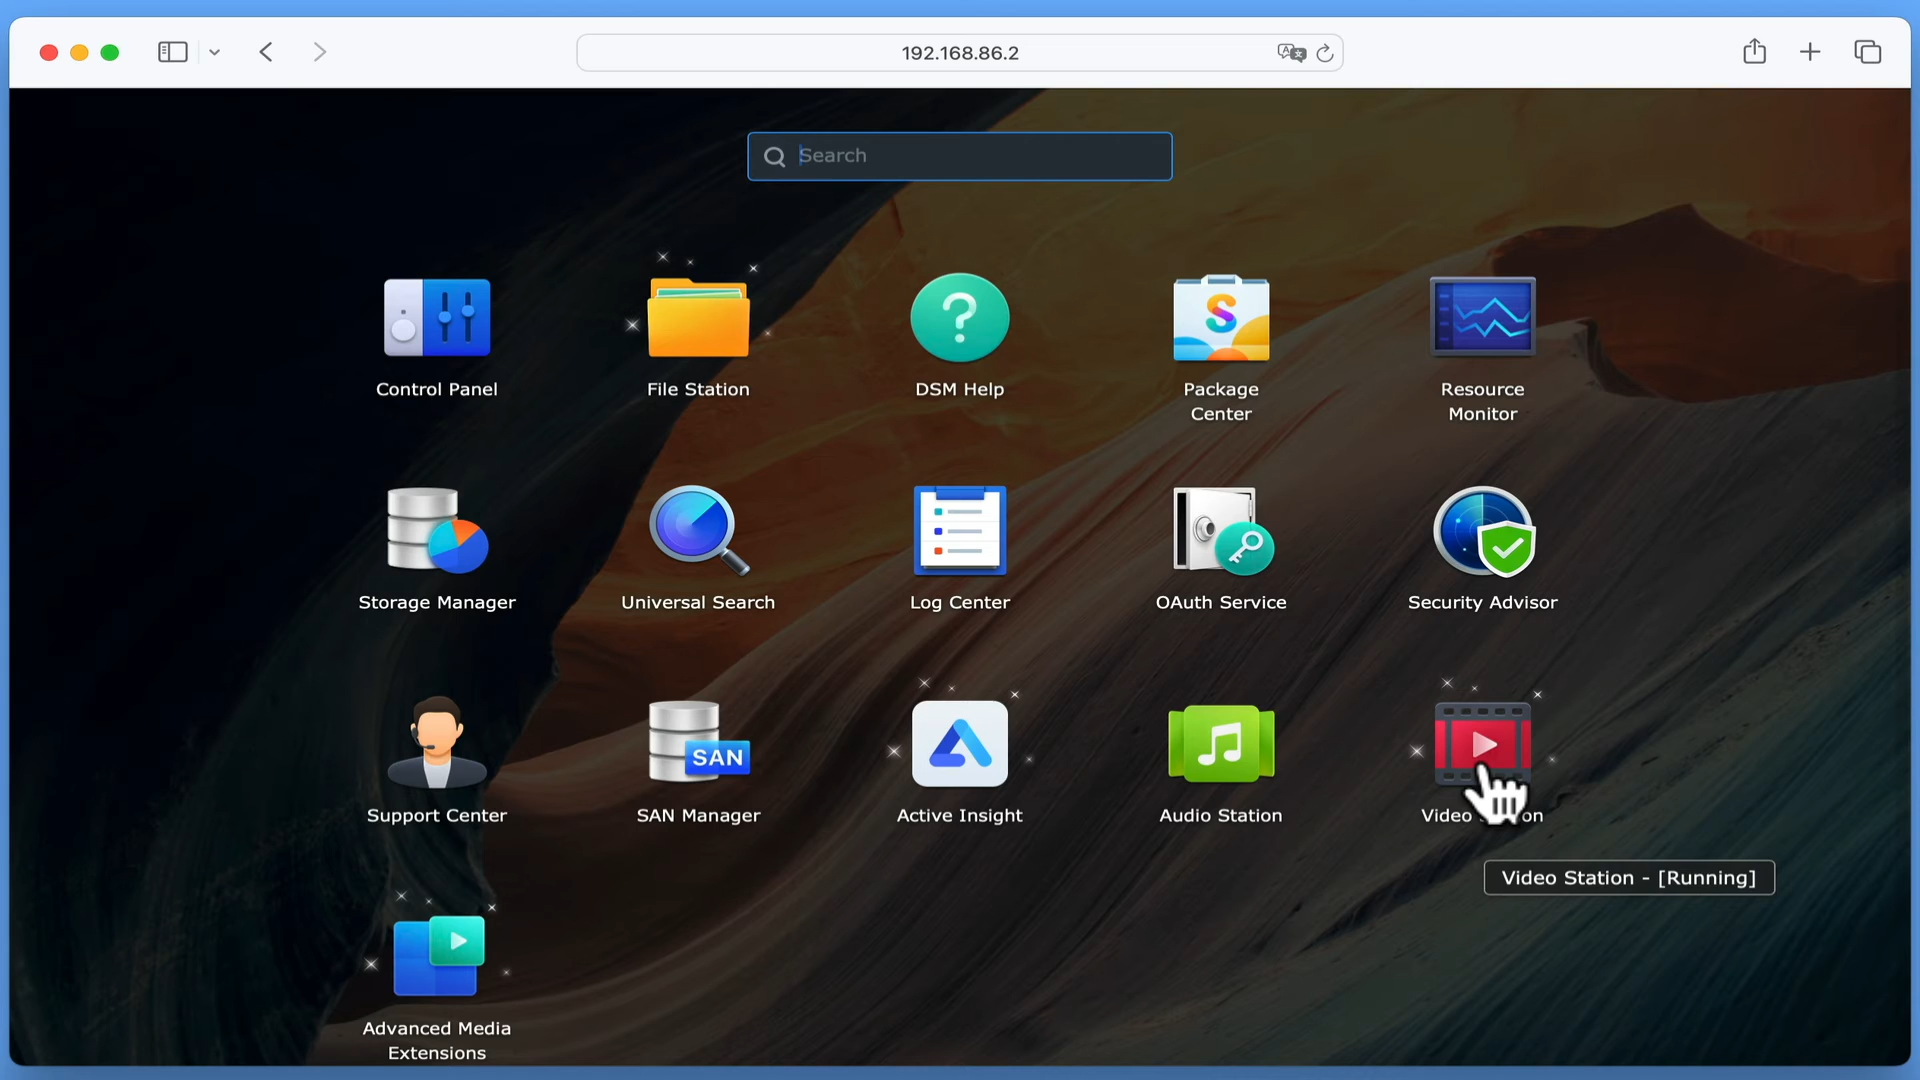 192.168.86.2
Search
Control Panel
File Station
DSM Help
Package
Center
Resource
Monitor
Storage Manager
Universal Search
Log Center
OAuth Service
Security Advisor
Support Center
SAN
SAN Manager
Active Insight
Audio Station
Video
on
Video Station - [Running]
Advanced Media
Extensions